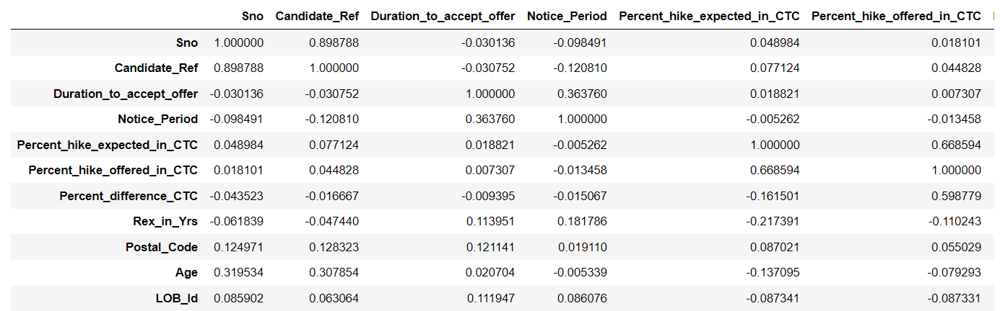 Sno Candidate_Ref Duration_to_accept_offer Notice_Period Percent_hike_expected_in_CTC Percent_hike_offered_in_CTC
Sno 1.000000 0.898788 -0.030136 -0.098491 0.048984 0.018101
Candidate_Ref 0.898788 1.000000 -0.030752 -0.120810 0.077124 0.044828
Duration_to_accept_offer -0.030136 -0.030752 1.000000 0.363760 0.018821 0.007307
Notice_Period -0.098491 -0.120810 0.363760 1.000000 -0.005262 -0.013458
Percent_hike_expected_in_CTC 0.048984 0.077124 0.018821 -0.005262 1.000000 0.668594
Percent_hike_offered_in_CTC 0.018101 0.044828 0.007307 -0.013458 0.668594 1.000000
Percent_difference_CTC -0.043523 -0.016667 -0.009395 -0.015067 -0.161501 0.598779
Rex_in_Yrs -0.061839 -0.047440 0.113951 0.181786 -0.217391 -0.110243
Postal_Code 0.124971 0.128323 0.121141 0.019110 0.087021 0.055029
Age 0.319534 0.307854 0.020704 -0.005339 -0.137095 -0.079293
LOB_Id 0.085902 0.063064 0.111947 0.086076 -0.087341 -0.087331